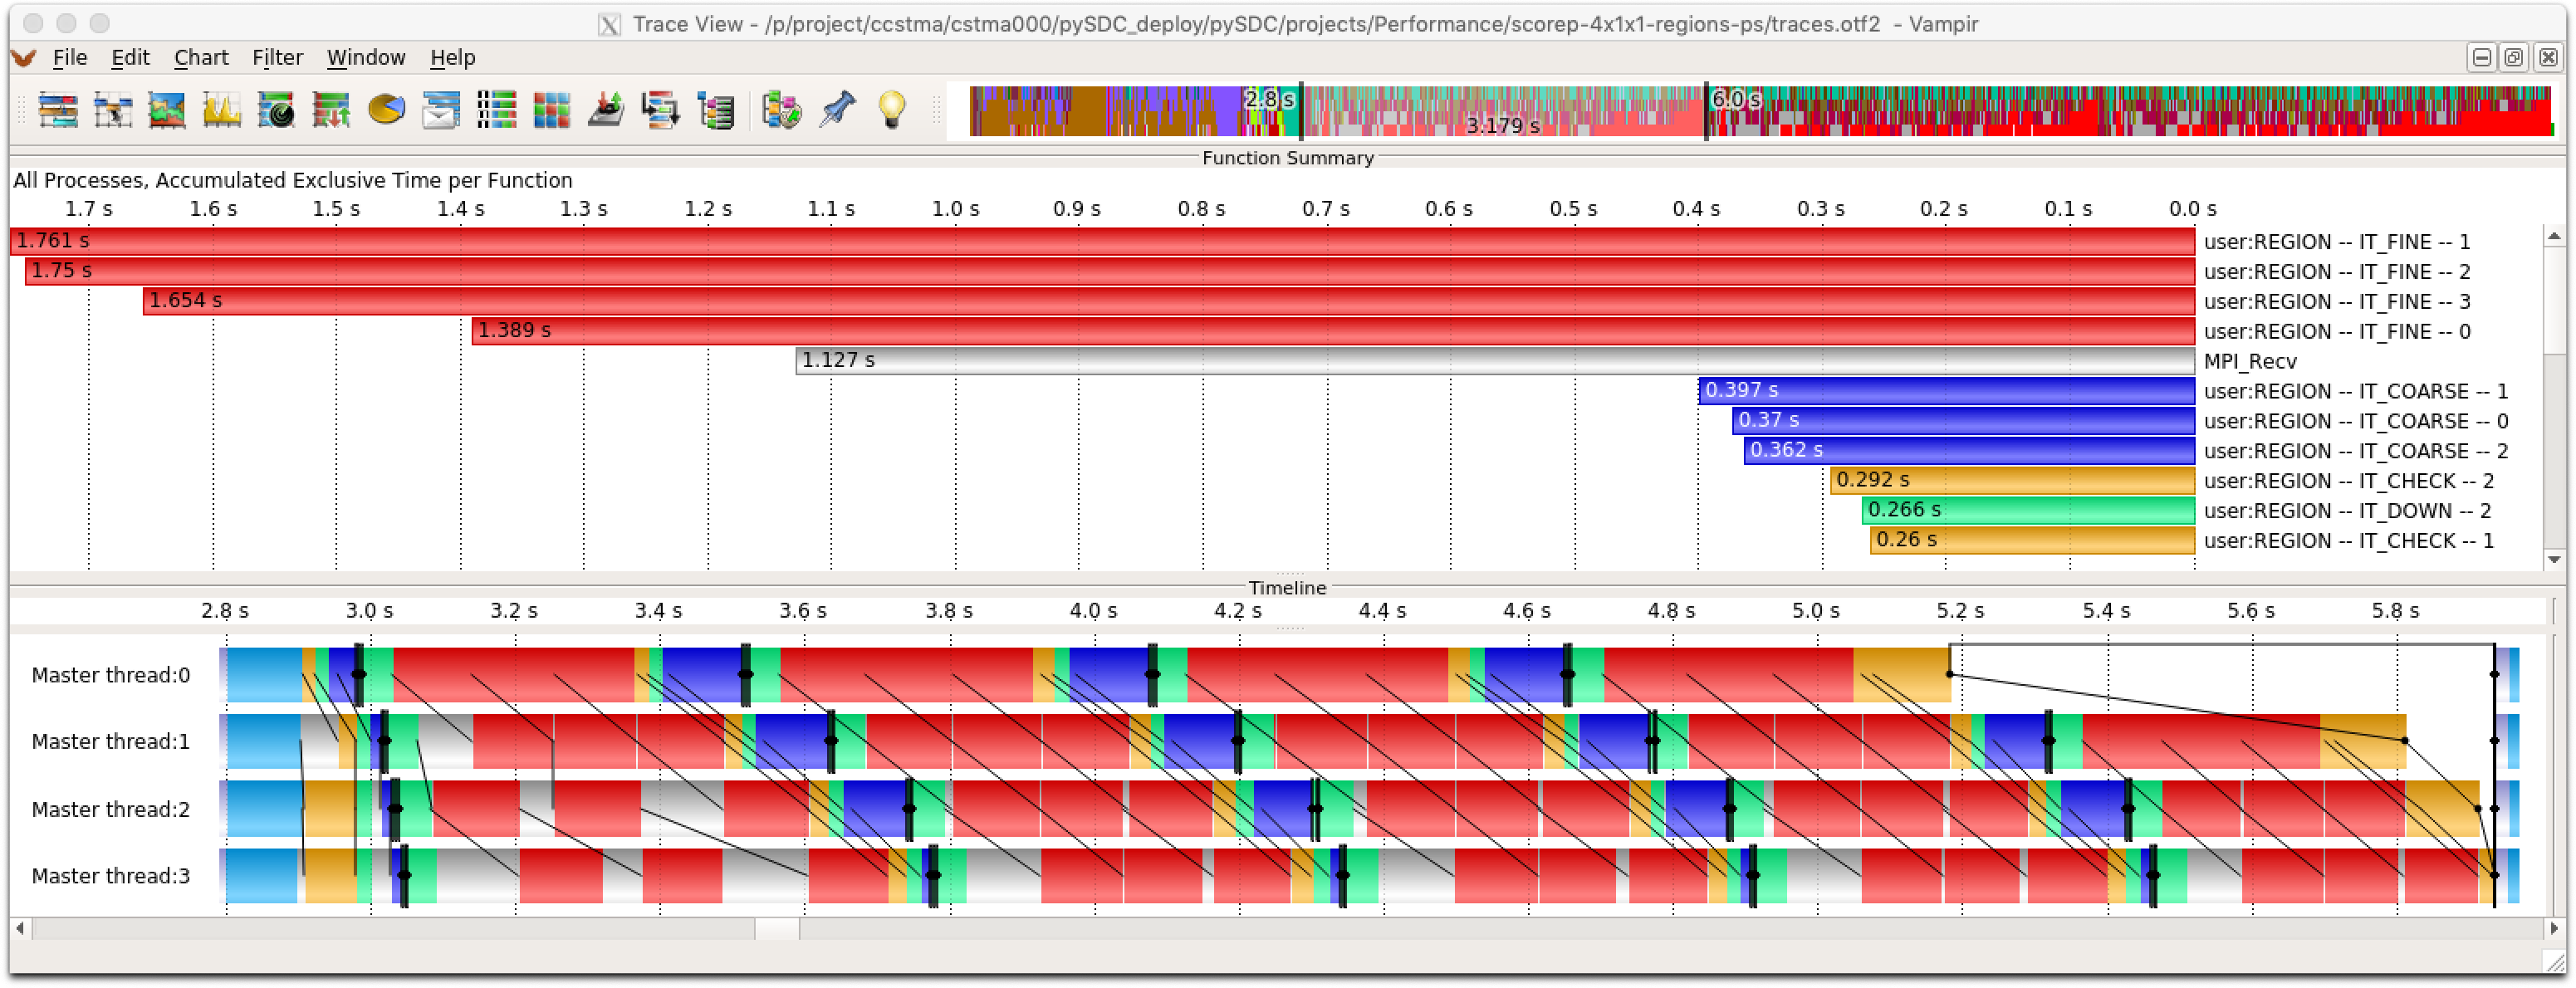 Trace View - /p/project/ccstma/cstma000/pySDC_deploy/pySDC/projects/Performance/scorep-4x1x1-regions-ps/traces.otf2 - Vampir
File Edit Chart Filter Window Help
2.8 s 6.0 s
3.179 s
Function Summary
All Processes, Accumulated Exclusive Time per Function
1.7 s 1.6 s 1.5 s 1.4 s 1.3 s 1.2 s 1.1 s 1.0 s 0.9 s 0.8 s 0.7 s 0.6 s 0.5 s 0.4 s 0.3 s 0.2 s 0.1 s 0.0 s
1.761 s user:REGION -- IT_FINE -- 1
1.75 s user:REGION -- IT_FINE -- 2
1.654 s user:REGION -- IT_FINE -- 3
1.389 s user:REGION -- IT_FINE -- 0
1.127 s MPI_Recv
0.397 s user:REGION -- IT_COARSE -- 1
0.37 s user:REGION -- IT_COARSE -- 0
0.362 s user:REGION -- IT_COARSE -- 2
0.292 s user:REGION -- IT_CHECK -- 2
0.266 s user:REGION -- IT_DOWN -- 2
0.26 s user:REGION -- IT_CHECK -- 1
Timeline
2.8 s 3.0 s 3.2 s 3.4 s 3.6 s 3.8 s 4.0 s 4.2 s 4.4 s 4.6 s 4.8 s 5.0 s 5.2 s 5.4 s 5.6 s 5.8 s
Master thread:0
Master thread:1
Master thread:2
Master thread:3